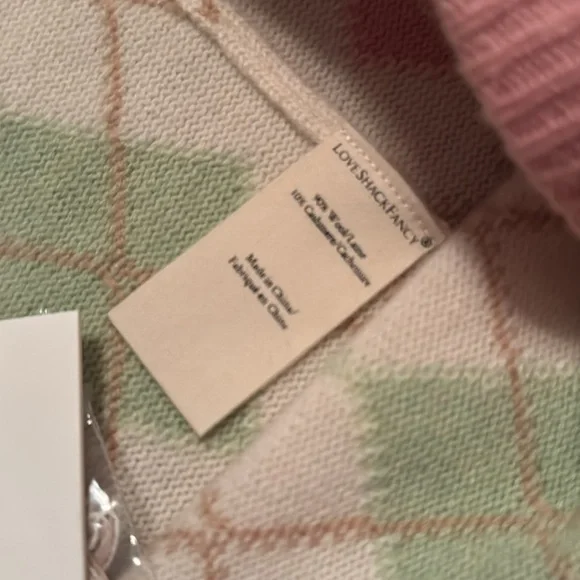 LOVESHACKFANCY®
90% Wool/Laine
10% Cashmere/Cachemire
Made in China/
Fabriqué en Chine